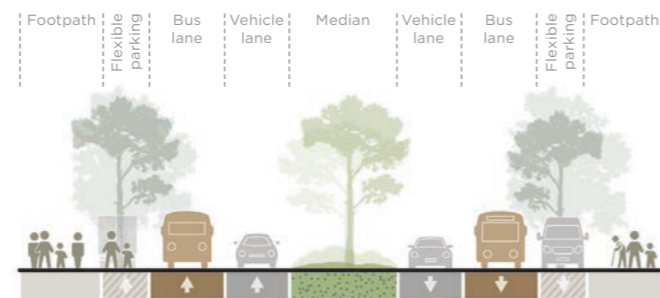 Footpath
Flexible
parking
Bus
lane
Vehicle
lane
Median
Vehicle
lane
Bus
lane
Flexible
parking
Footpath